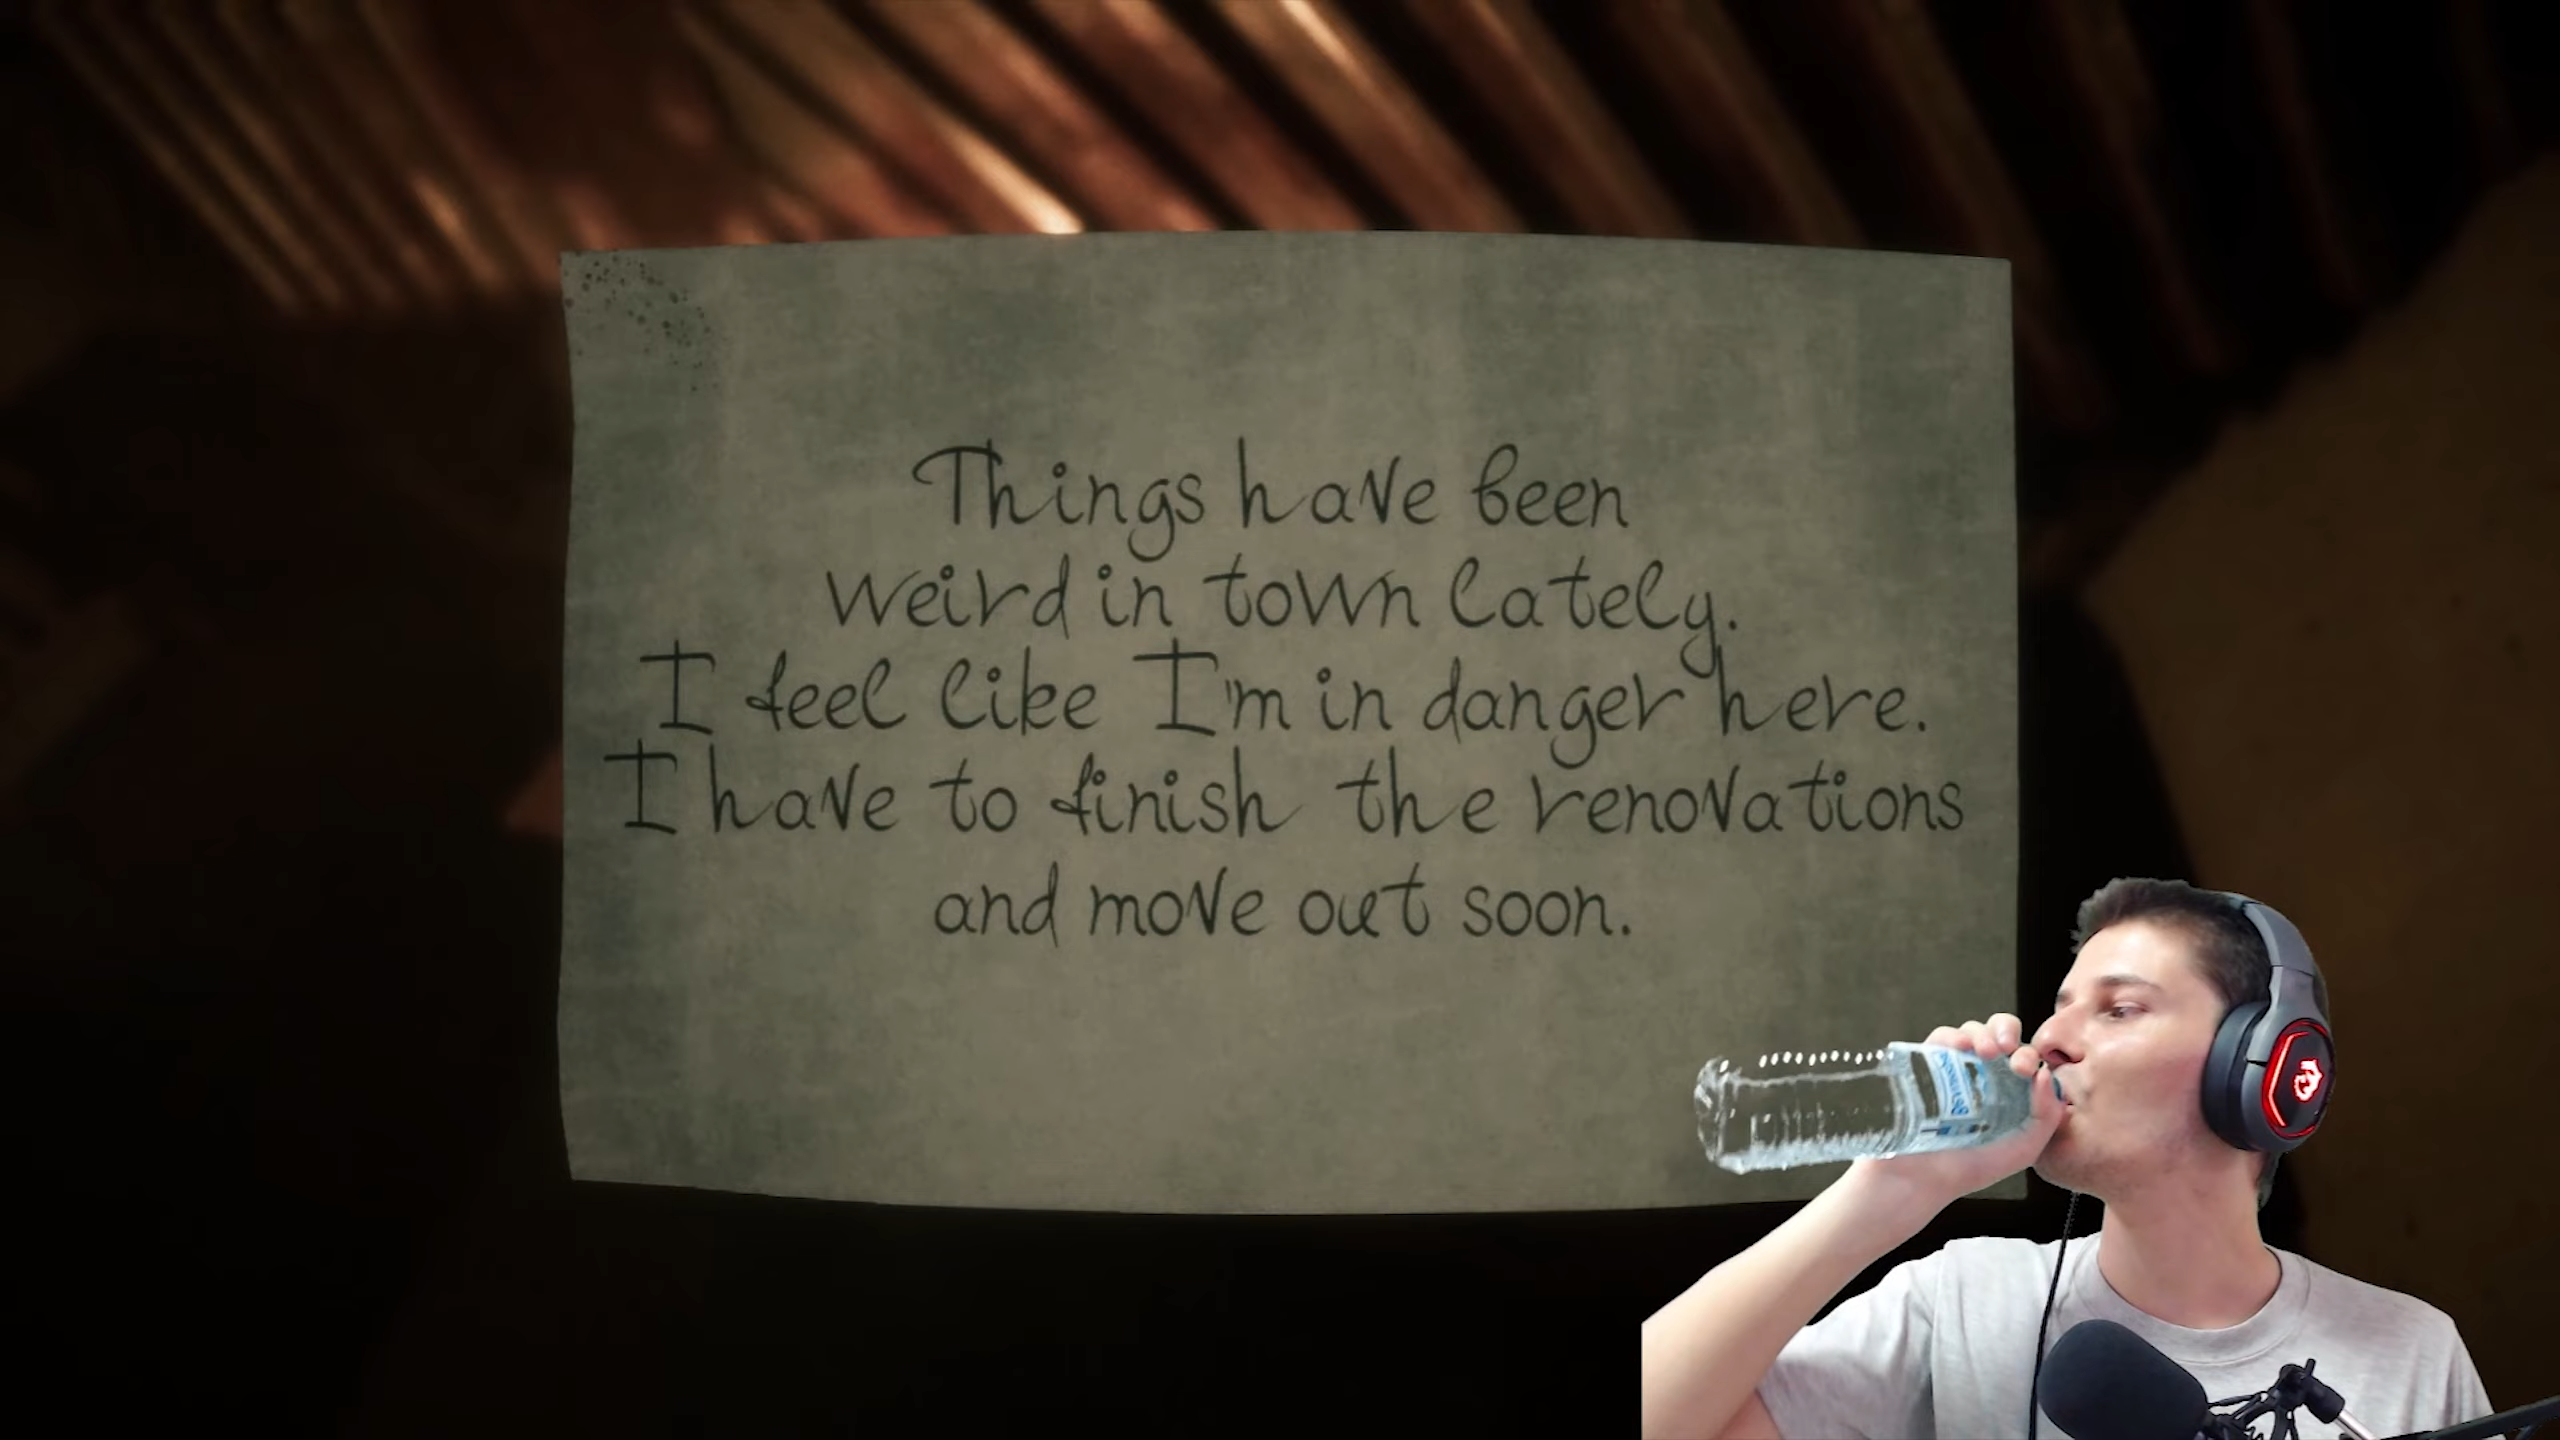 Things have been
weird in town lately.
I feel like I'm in danger here.
I have to finish the renovations
and move out soon.